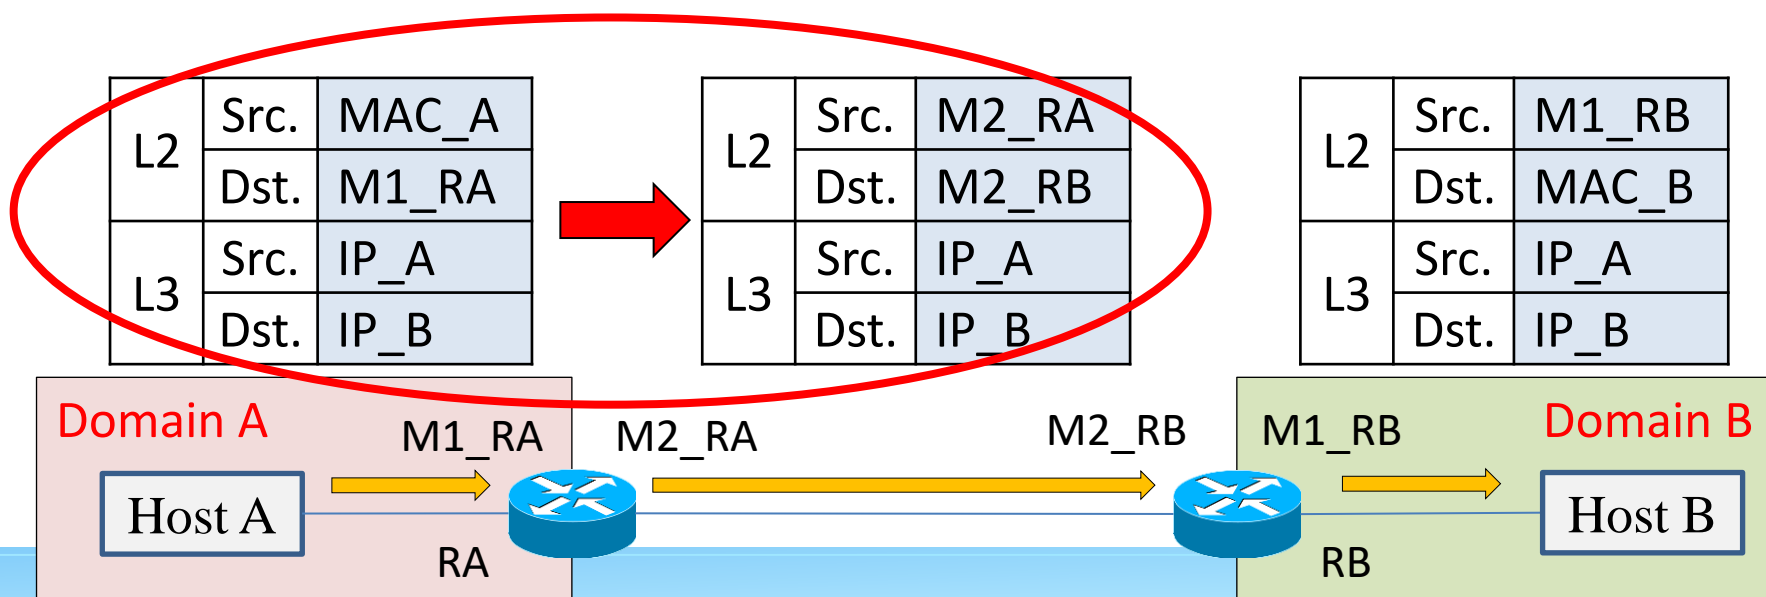 L2 Src. MAC_A
Dst. M1_RA
L3 Src. IP_A
Dst. IP_B
L2 Src. M2_RA
Dst. M2_RB
L3 Src. IP_A
Dst. IP_B
L2 Src. M1_RB
Dst. MAC_B
L3 Src. IP_A
Dst. IP_B
Domain A
M1_RA
M2_RA
M2_RB
M1_RB
Domain B
Host A
Host B
RA
RB